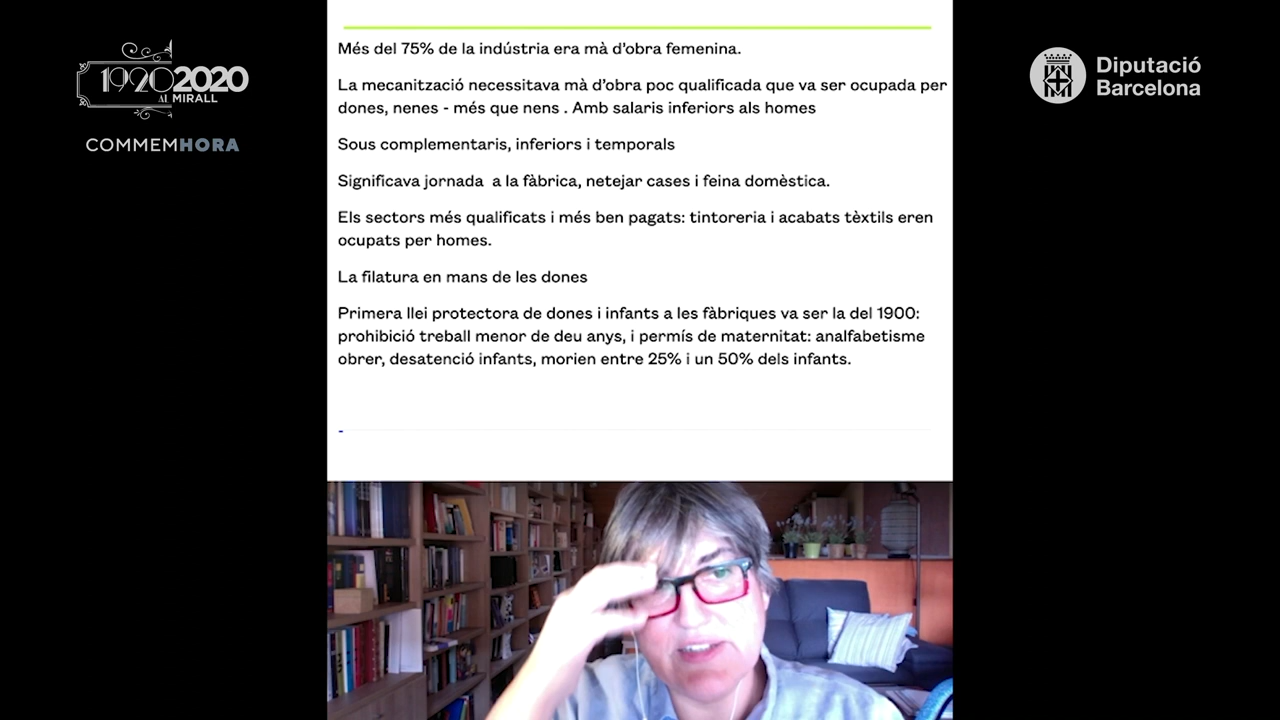 1920 2020
AL MIRALL
COMMEMHORA
Més del 75% de la indústria era mà d'obra femenina.
La mecanització necessitava mà d'obra poc qualificada que va ser ocupada per
dones, nenes - més que nens . Amb salaris inferiors als homes
Sous complementaris, inferiors i temporals
Significava jornada  a la fàbrica, netejar cases i feina domèstica.
Els sectors més qualificats i més ben pagats: tintoreria i acabats tèxtils eren
ocupats per homes.
La filatura en mans de les dones
Primera llei protectora de dones i infants a les fàbriques va ser la del 1900:
prohibició treball menor de deu anys, i permís de maternitat: analfabetisme
obrer, desatenció infants, morien entre 25% i un 50% dels infants.
-
Diputació
Barcelona